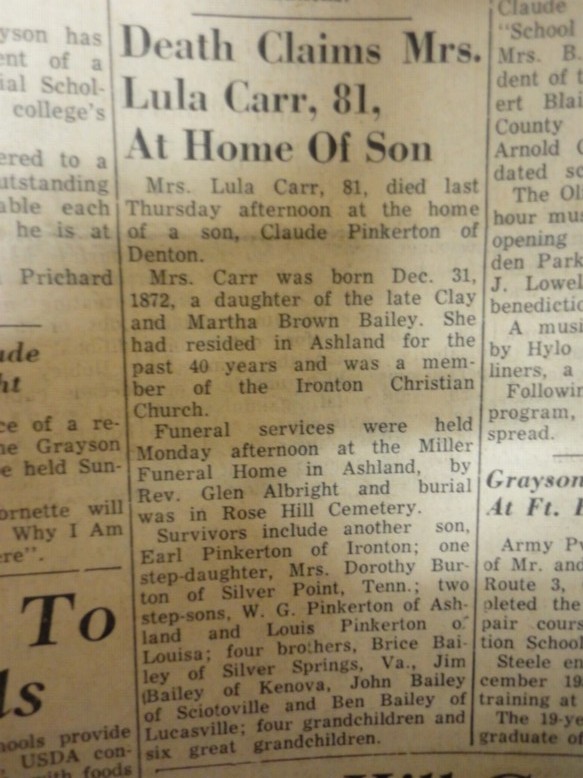 yson has
ent of a
ial Schol-
college's
ered to a
utstanding
able each
he is at
Prichard
ude
ht
ce of a re-
he Grayson
e held Sun-
ornette will
Why I Am
ere".
To
ls
hools provide
USDA con-
with foods
Death Claims Mrs.
Lula Carr, 81,
At Home Of Son
Mrs. Lula Carr, 81, died last
Thursday afternoon at the home
of a son, Claude Pinkerton of
Denton.
Mrs. Carr was born Dec. 31,
1872, a daughter of the late Clay
and Martha Brown Bailey. She
had resided in Ashland for the
past 40 years and was a mem-
ber of the Ironton Christian
Church.
Funeral services were held
Monday afternoon at the Miller
Funeral Home in Ashland, by
Rev. Glen Albright and burial
was in Rose Hill Cemetery.
Survivors include another son,
Earl Pinkerton of Ironton; one
step-daughter, Mrs. Dorothy Bur-
ton of Silver Point, Tenn.; two
step-sons, W. G. Pinkerton of Ash-
land and Louis Pinkerton o
Louisa; four brothers, Brice Bai-
ley of Silver Springs, Va., Jim
Bailey of Kenova, John Bailey
of Sciotoville and Ben Bailey of
Lucasville; four grandchildren and
six great grandchildren.
Claude
"School
Mrs. B.
dent of
ert Blai
County
Arnold
dated sc
The Ol
hour mu
opening
den Park
J. Lowel
benedictio
A musi
by Hylo
liners, a
Followin
program,
spread.
Grayson
At Ft.
Army Pv
of Mr. and
Route 3,
pleted the
pair cours
tion School
Steele en
cember 19
training at
The 19-ye
graduate of